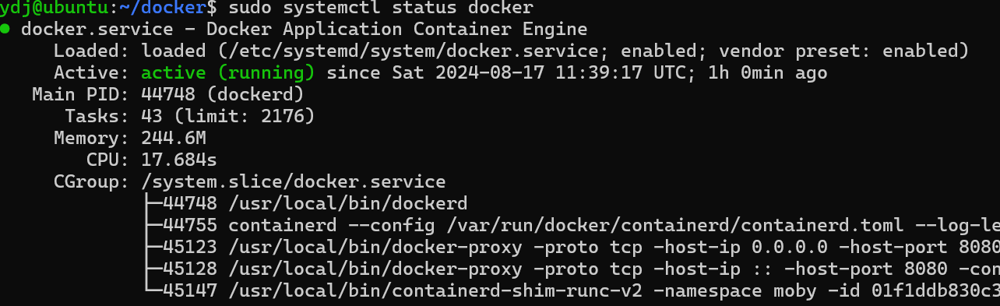 ydj@ubuntu:~/docker$ sudo systemctl status docker
● docker.service - Docker Application Container Engine
Loaded: loaded (/etc/systemd/system/docker.service; enabled; vendor preset: enabled)
Active: active (running) since Sat 2024-08-17 11:39:17 UTC; 1h 0min ago
Main PID: 44748 (dockerd)
Tasks: 43 (limit: 2176)
Memory: 244.6M
CPU: 17.684s
CGroup: /system.slice/docker.service
├─44748 /usr/local/bin/dockerd
├─44755 containerd --config /var/run/docker/containerd/containerd.toml --log-le
├─45123 /usr/local/bin/docker-proxy -proto tcp -host-ip 0.0.0.0 -host-port 8080
├─45128 /usr/local/bin/docker-proxy -proto tcp -host-ip :: -host-port 8080 -con
└─45147 /usr/local/bin/containerd-shim-runc-v2 -namespace moby -id 01f1ddb830c3